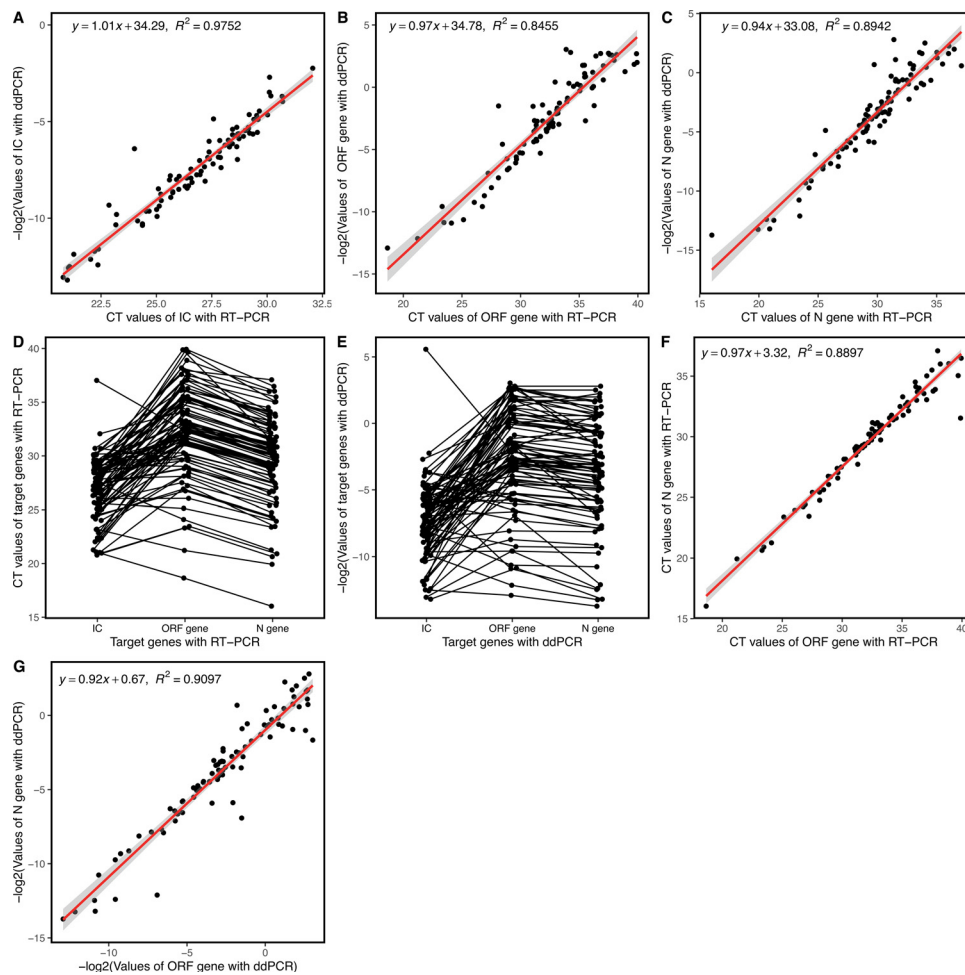 A
y = 1.01x + 34.29, R² = 0.9752
0
−5
−10
22.5 25.0 27.5 30.0 32.5
CT values of IC with RT−PCR
−log2(Values of IC with ddPCR)
B
y = 0.97x + 34.78, R² = 0.8455
5
0
−5
−10
−15
20 25 30 35 40
CT values of ORF gene with RT−PCR
−log2(Values of ORF gene with ddPCR)
C
y = 0.94x + 33.08, R² = 0.8942
5
0
−5
−10
−15
15 20 25 30 35
CT values of N gene with RT−PCR
−log2(Values of N gene with ddPCR)
D
40
35
30
25
20
15
IC ORF gene N gene
Target genes with RT−PCR
CT values of target genes with RT−PCR
E
5
0
−5
−10
IC ORF gene N gene
Target genes with ddPCR
−log2(Values of target genes with ddPCR)
F
y = 0.97x + 3.32, R² = 0.8897
35
30
25
20
15
20 25 30 35 40
CT values of ORF gene with RT−PCR
CT values of N gene with RT−PCR
G
y = 0.92x + 0.67, R² = 0.9097
0
−5
−10
−15
−10 −5 0
−log2(Values of ORF gene with ddPCR)
−log2(Values of N gene with ddPCR)